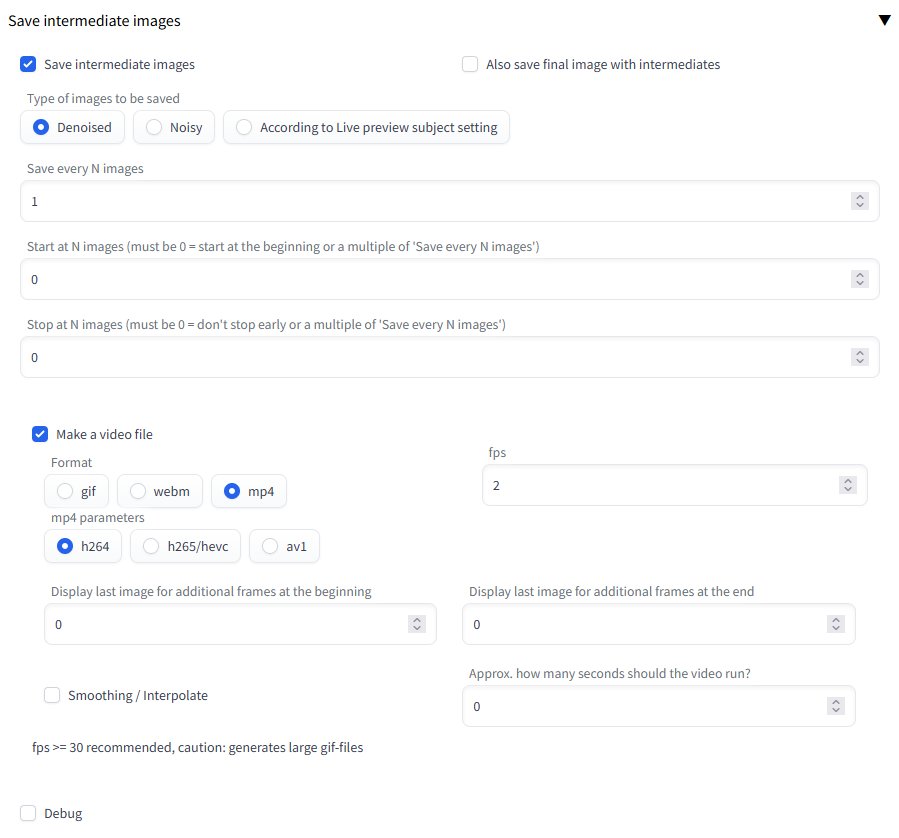 Save intermediate images
Save intermediate images
Also save final image with intermediates
Type of images to be saved
Denoised
Noisy
According to Live preview subject setting
Save every N images
1
Start at N images (must be 0 = start at the beginning or a multiple of 'Save every N images')
0
Stop at N images (must be 0 = don't stop early or a multiple of 'Save every N images')
0
Make a video file
Format
gif
webm
mp4
fps
2
mp4 parameters
h264
h265/hevc
av1
Display last image for additional frames at the beginning
0
Display last image for additional frames at the end
0
Smoothing / Interpolate
Approx. how many seconds should the video run?
0
fps >= 30 recommended, caution: generates large gif-files
Debug